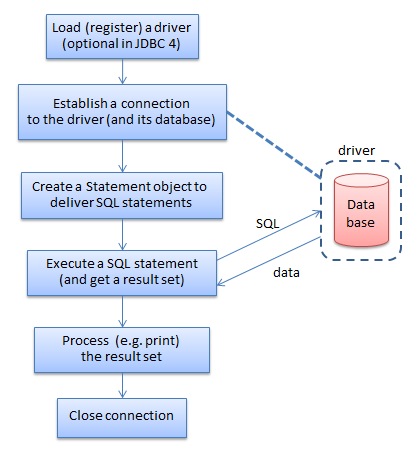 Load (register) a driver
(optional in JDBC 4)
Establish a connection
to the driver (and its database)
driver
Create a Statement object to
deliver SQL statements
Data
base
SQL
Execute a SQL statement
(and get a result set)
data
Process (e.g. print)
the result set
Close connection